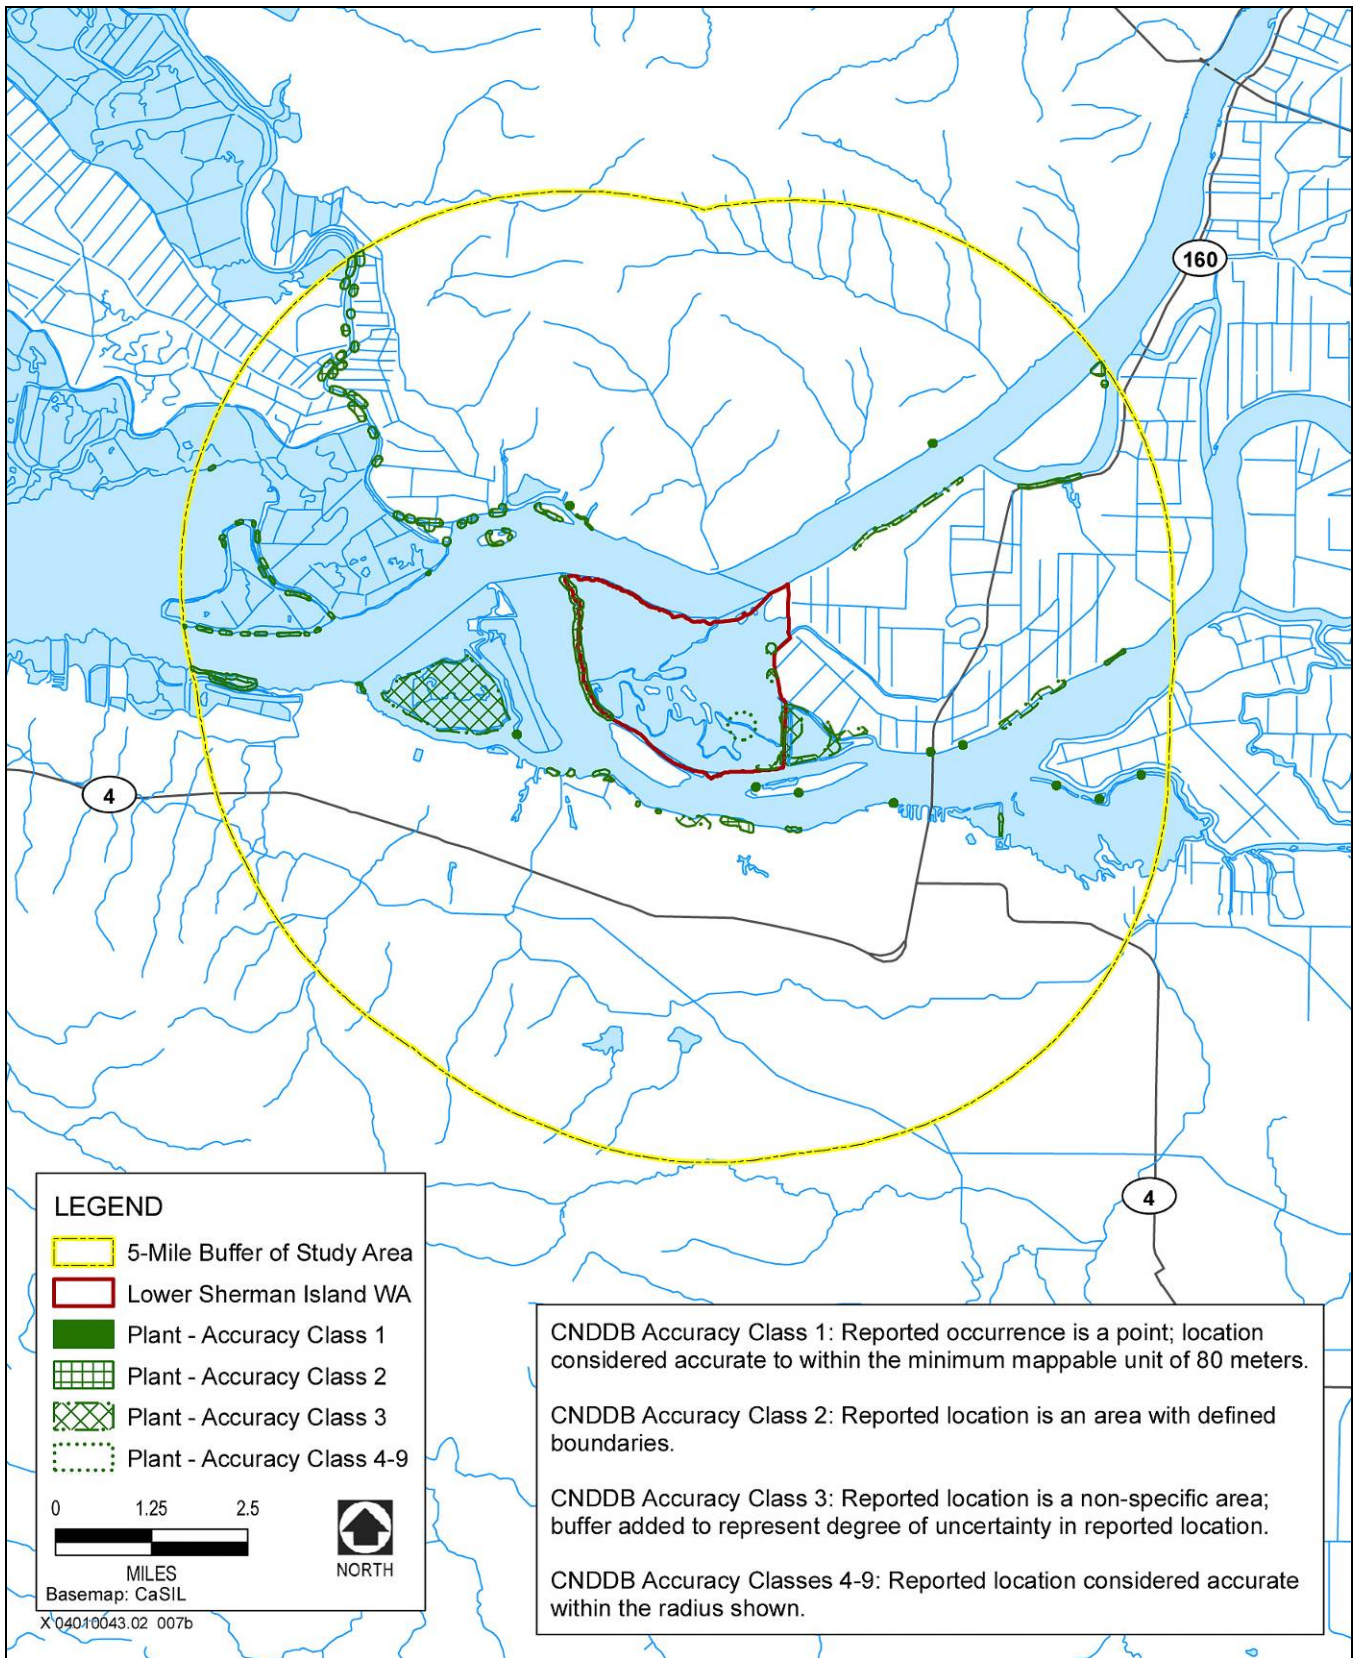 160
4
4
LEGEND
5-Mile Buffer of Study Area
Lower Sherman Island WA
Plant - Accuracy Class 1
Plant - Accuracy Class 2
Plant - Accuracy Class 3
Plant - Accuracy Class 4-9
0 1.25 2.5
MILES
NORTH
Basemap: CaSIL
X 04010043.02 007b
CNDDB Accuracy Class 1: Reported occurrence is a point; location
considered accurate to within the minimum mappable unit of 80 meters.
CNDDB Accuracy Class 2: Reported location is an area with defined
boundaries.
CNDDB Accuracy Class 3: Reported location is a non-specific area;
buffer added to represent degree of uncertainty in reported location.
CNDDB Accuracy Classes 4-9: Reported location considered accurate
within the radius shown.